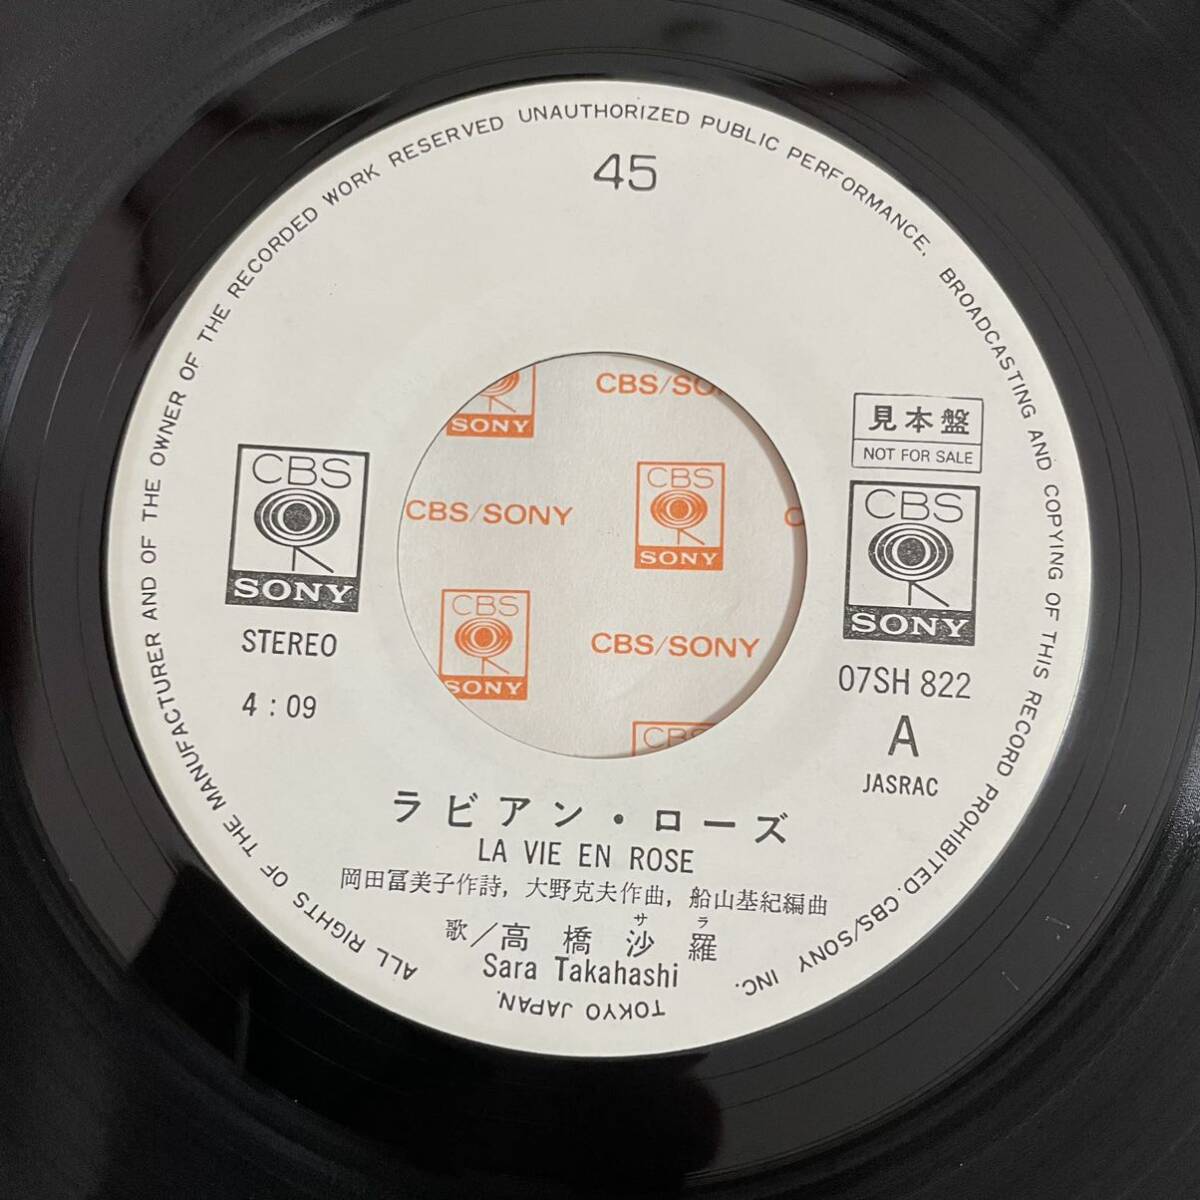 ALL RIGHTS OF THE MANUFACTURER AND OF THE OWNER OF THE RECORDED WORK RESERVED UNAUTHORIZED PUBLIC PERFORMANCE, BROADCASTING AND COPYING OF THIS RECORD PROHIBITED. CBS/SONY INC.
TOKYO JAPAN.
45
CBS
SONY
STEREO
4:09
見本盤
NOT FOR SALE
CBS
SONY
07SH 822
A
JASRAC
SONY
CBS/SO
CBS
SONY
CBS/SONY
CBS
SONY
CBS/SONY
CBS
ラビアン・ローズ
LA VIE EN ROSE
岡田冨美子作詩, 大野克夫作曲, 船山基紀編曲
サ ラ
歌/高橋沙羅
Sara Takahashi